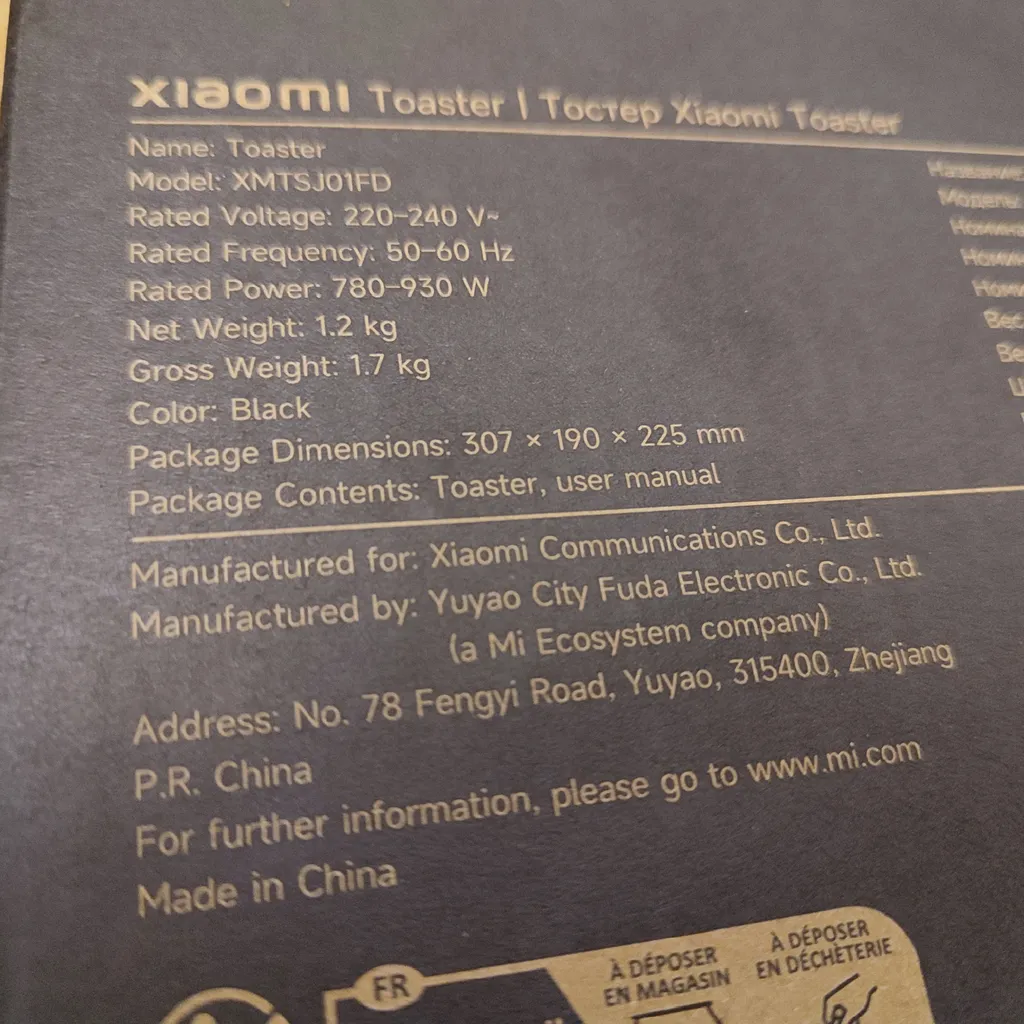 xiaomi Toaster | Тостер Xiaomi Toaster
Name: Toaster
Model: XMTSJ01FD
Rated Voltage: 220–240 V~
Rated Frequency: 50–60 Hz
Rated Power: 780–930 W
Net Weight: 1.2 kg
Gross Weight: 1.7 kg
Color: Black
Package Dimensions: 307 × 190 × 225 mm
Package Contents: Toaster, user manual
Manufactured for: Xiaomi Communications Co., Ltd.
Manufactured by: Yuyao City Fuda Electronic Co., Ltd.
(a Mi Ecosystem company)
Address: No. 78 Fengyi Road, Yuyao, 315400, Zhejiang
P.R. China
For further information, please go to www.mi.com
Made in China
Модель:
Вес
FR
À DÉPOSER
EN MAGASIN
À DÉPOSER
EN DÉCHÈTERIE